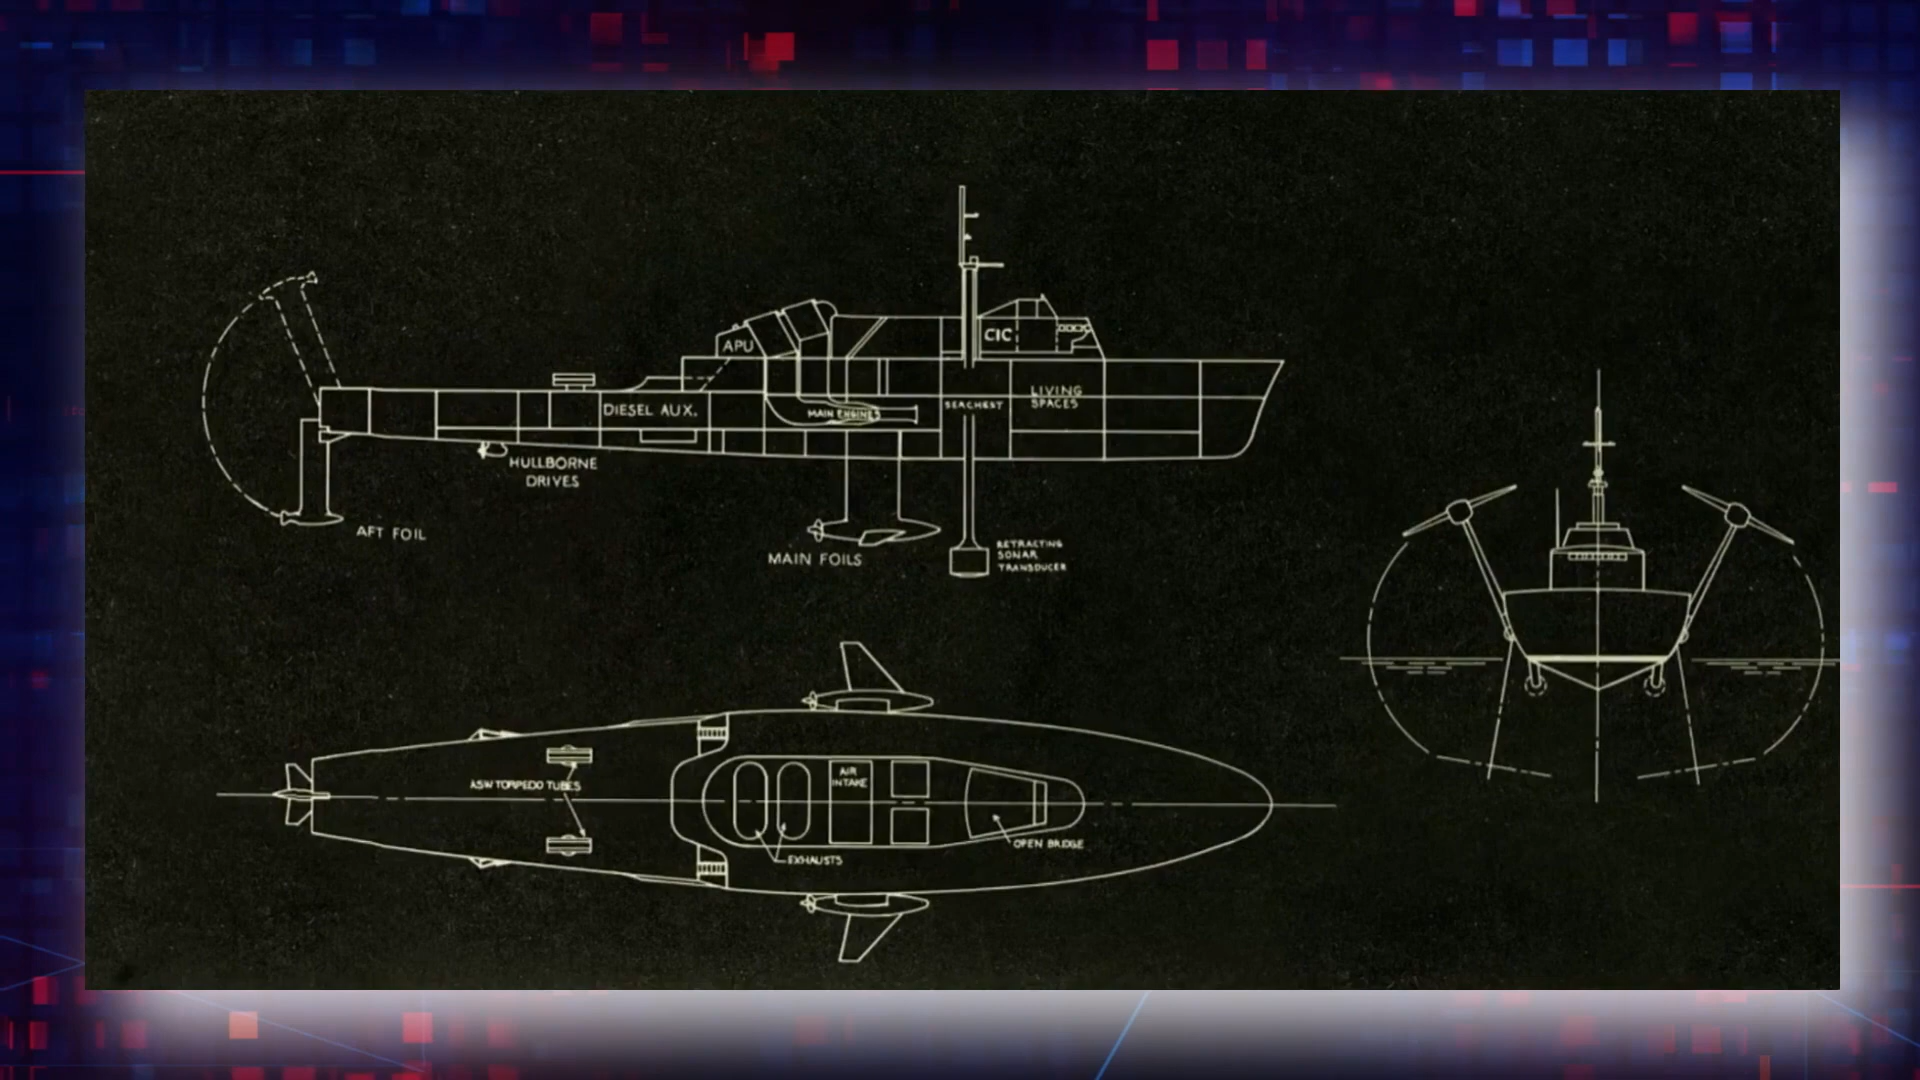 APU
CIC
DIESEL AUX.
MAIN ENGINES
SEACHEST
LIVING
SPACES
HULLBORNE
DRIVES
AFT FOIL
MAIN FOILS
RETRACTING
SONAR
TRANSDUCER
ASW TORPEDO TUBES
AIR
INTAKE
EXHAUSTS
OPEN BRIDGE